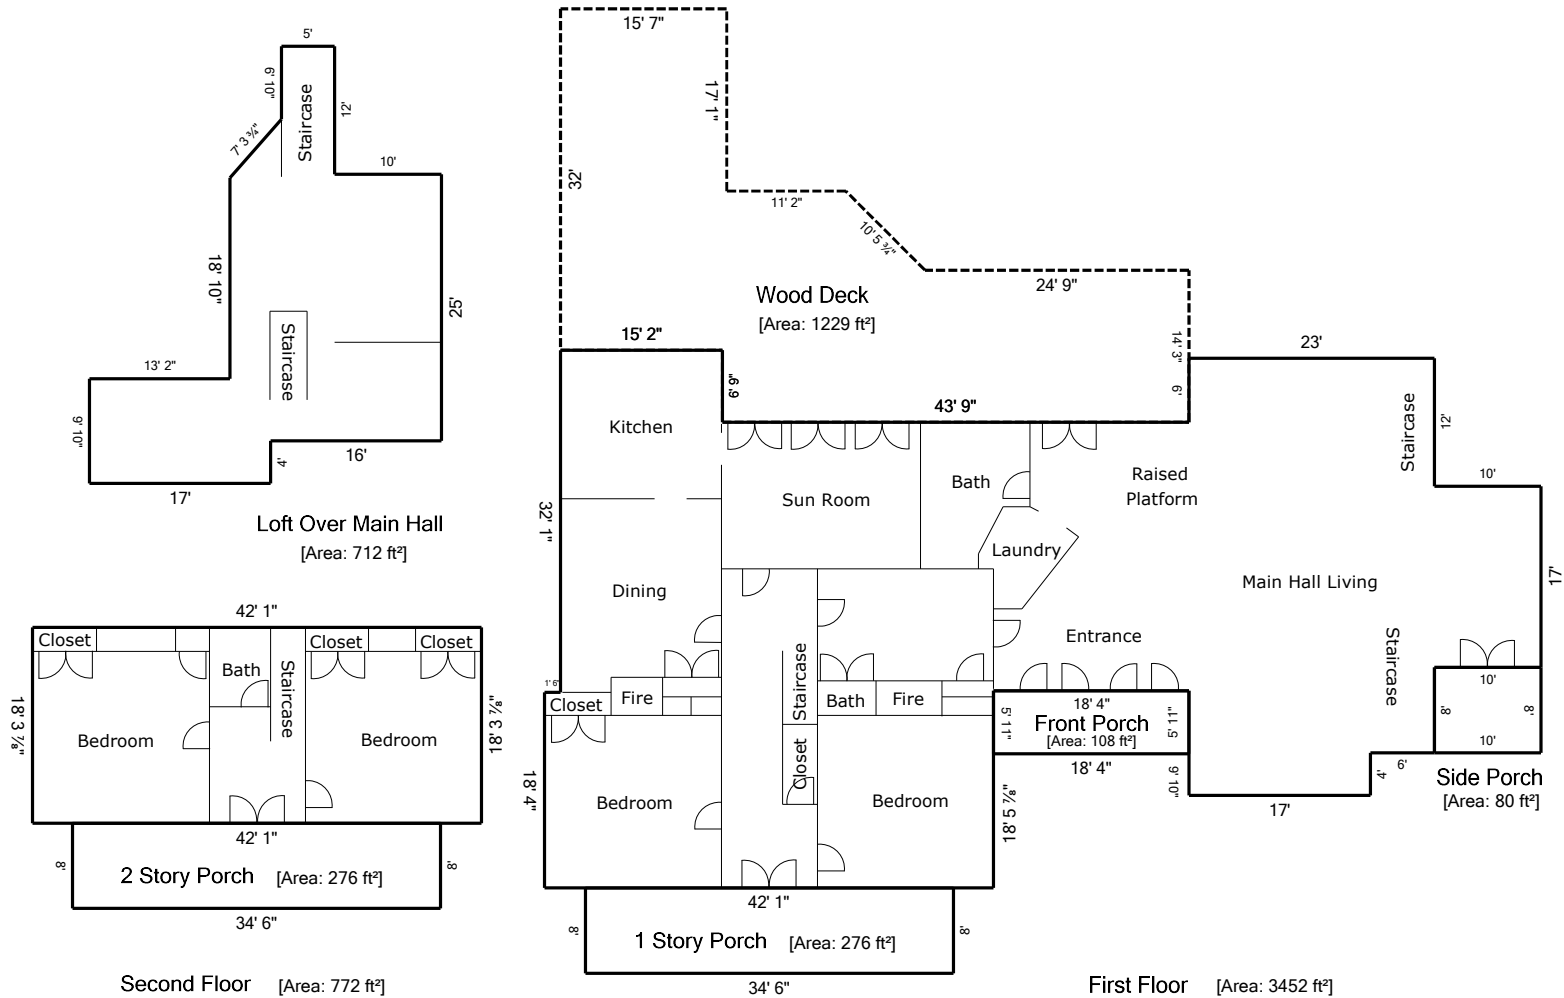 5'
6' 10"
Staircase
12'
7' 3 ¾"
10'
18' 10"
25'
Staircase
13' 2"
9' 10"
4'
16'
17'
Loft Over Main Hall
[Area: 712 ft²]
42' 1"
Closet
Closet
Closet
Bath
Staircase
18' 3 ⅞"
18' 3 ⅞"
Bedroom
Bedroom
42' 1"
8'
8'
2 Story Porch [Area: 276 ft²]
34' 6"
Second Floor [Area: 772 ft²]
15' 7"
17' 1"
32'
11' 2"
10' 5 ¾"
24' 9"
Wood Deck
[Area: 1229 ft²]
14' 3"
15' 2"
6' 9"
6'
43' 9"
23'
Kitchen
Staircase
12'
Bath
Raised
Platform
10'
Sun Room
32' 1"
Laundry
Dining
Main Hall Living
17'
Entrance
Staircase
Staircase
1' 6"
Closet
Fire
Bath
Fire
18' 4"
5' 11"
Front Porch
5' 11"
[Area: 108 ft²]
18' 4"
10'
8'
8'
10'
Closet
18' 4"
Bedroom
Bedroom
18' 5 ⅞"
9' 10"
4'
6'
17'
Side Porch
[Area: 80 ft²]
42' 1"
8'
8'
1 Story Porch [Area: 276 ft²]
34' 6"
First Floor [Area: 3452 ft²]